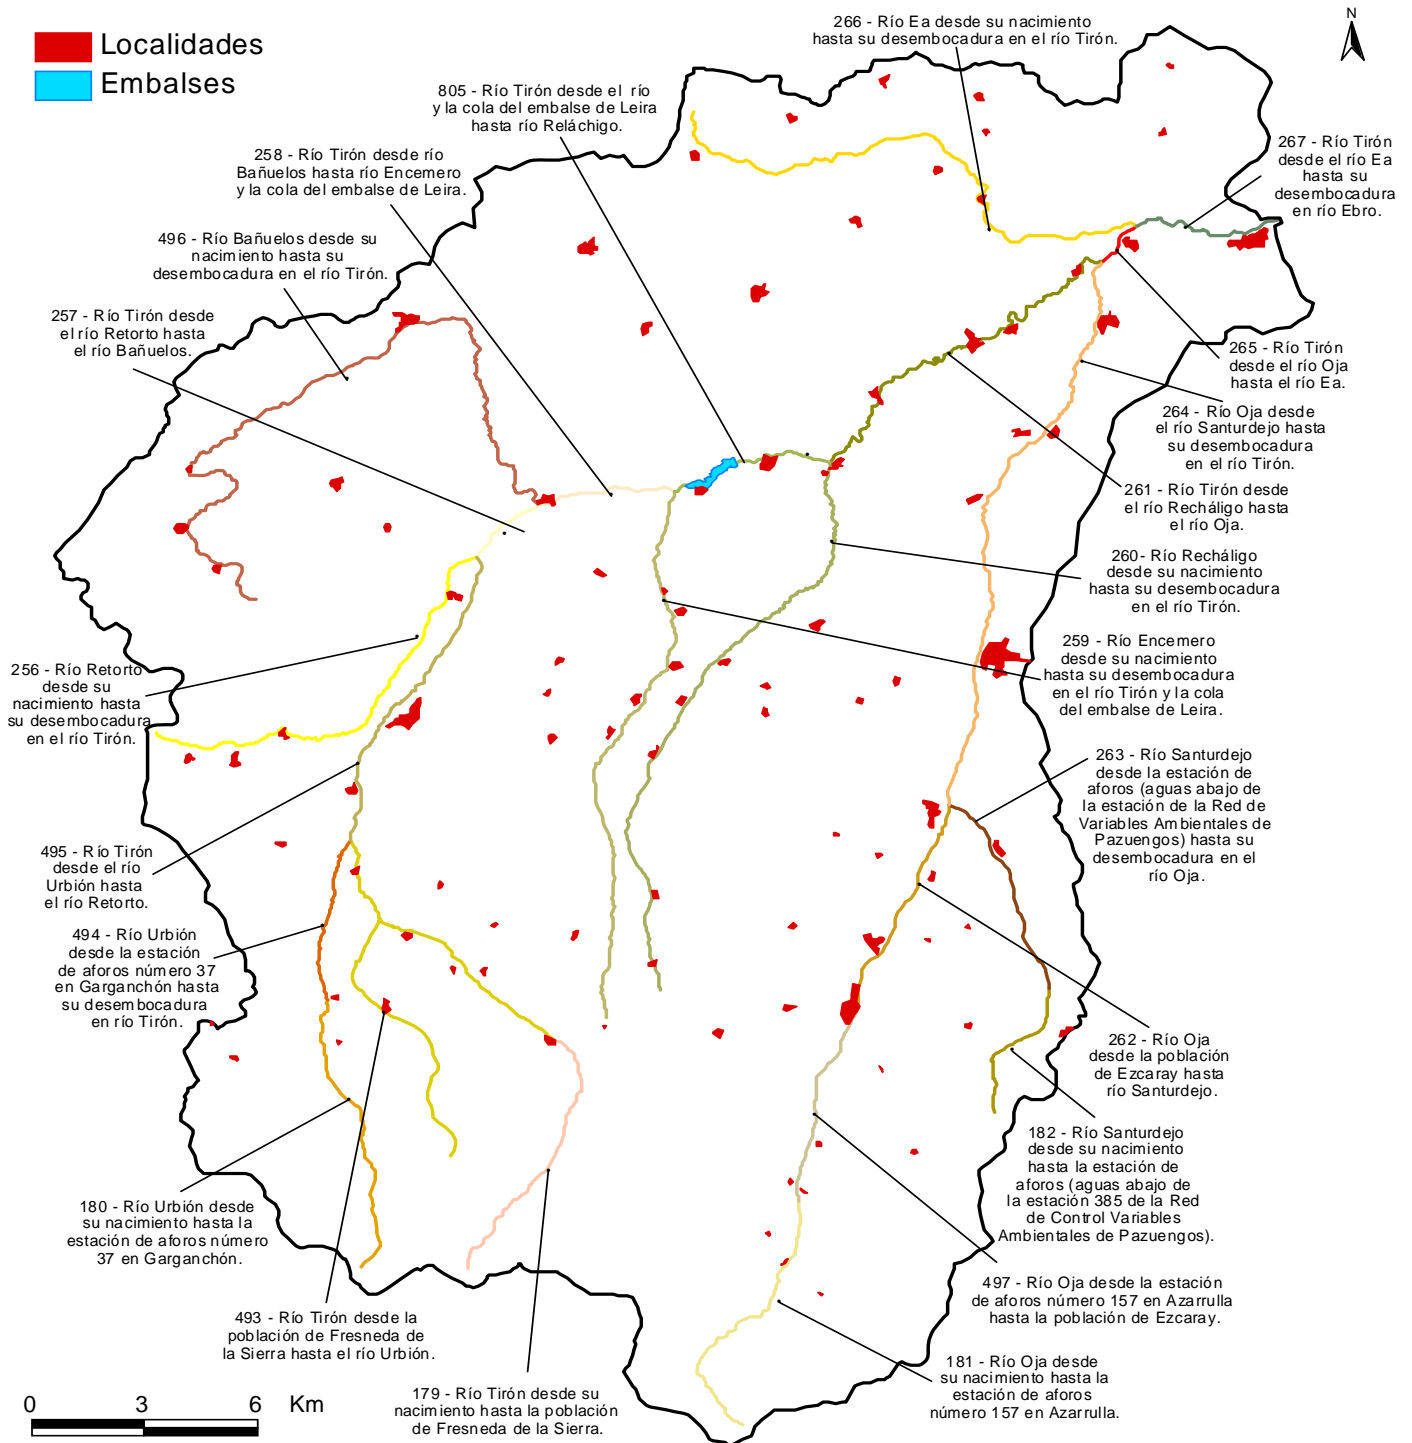 Localidades
Embalses
N
266 - Río Ea desde su nacimiento
hasta su desembocadura en el río Tirón.
805 - Río Tirón desde el río
y la cola del embalse de Leira
hasta río Reláchigo.
258 - Río Tirón desde río
Bañuelos hasta río Encemero
y la cola del embalse de Leira.
267 - Río Tirón
desde el río Ea
hasta su
desembocadura
en río Ebro.
496 - Río Bañuelos desde su
nacimiento hasta su
desembocadura en el río Tirón.
257 - Río Tirón desde
el río Retorto hasta
el río Bañuelos.
265 - Río Tirón
desde el río Oja
hasta el río Ea.
264 - Río Oja desde
el río Santurdejo hasta
su desembocadura
en el río Tirón.
261 - Río Tirón desde
el río Recháligo hasta
el río Oja.
260- Río Recháligo
desde su nacimiento
hasta su desembocadura
en el río Tirón.
259 - Río Encemero
desde su nacimiento
hasta su desembocadura
en el río Tirón y la cola
del embalse de Leira.
256 - Río Retorto
desde su
nacimiento hasta
su desembocadura
en el río Tirón.
263 - Río Santurdejo
desde la estación de
aforos (aguas abajo de
la estación de la Red de
Variables Ambientales de
Pazuengos) hasta su
desembocadura en el
río Oja.
495 - Río Tirón
desde el río
Urbión hasta
el río Retorto.
494 - Río Urbión
desde la estación
de aforos número 37
en Garganchón hasta
su desembocadura
en río Tirón.
262 - Río Oja
desde la población
de Ezcaray hasta
río Santurdejo.
182 - Río Santurdejo
desde su nacimiento
hasta la estación de
aforos (aguas abajo de
la estación 385 de la Red
de Control Variables
Ambientales de Pazuengos).
180 - Río Urbión desde
su nacimiento hasta la
estación de aforos número
37 en Garganchón.
497 - Río Oja desde la estación
de aforos número 157 en Azarrulla
hasta la población de Ezcaray.
493 - Río Tirón desde la
población de Fresneda de
la Sierra hasta el río Urbión.
181 - Río Oja desde
su nacimiento hasta la
estación de aforos
número 157 en Azarrulla.
179 - Río Tirón desde su
nacimiento hasta la población
de Fresneda de la Sierra.
0 3 6 Km